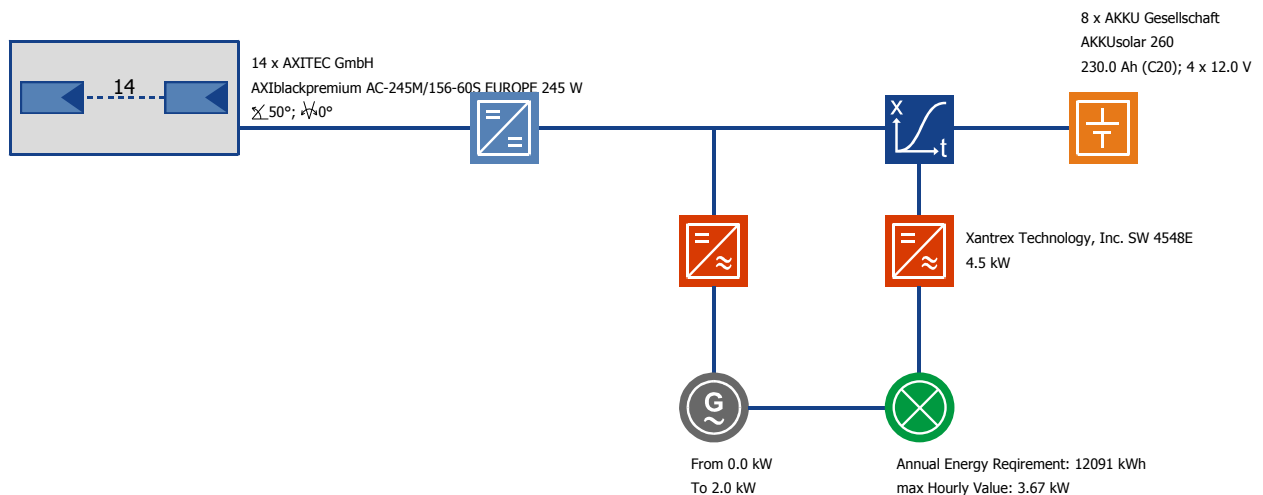 8 x AKKU Gesellschaft
AKKUsolar 260
230.0 Ah (C20); 4 x 12.0 V
14
14 x AXITEC GmbH
AXIblackpremium AC-245M/156-60S EUROPE 245 W
50°; 0°
X
t
Xantrex Technology, Inc. SW 4548E
4.5 kW
G
From 0.0 kW
To 2.0 kW
Annual Energy Reqirement: 12091 kWh
max Hourly Value: 3.67 kW